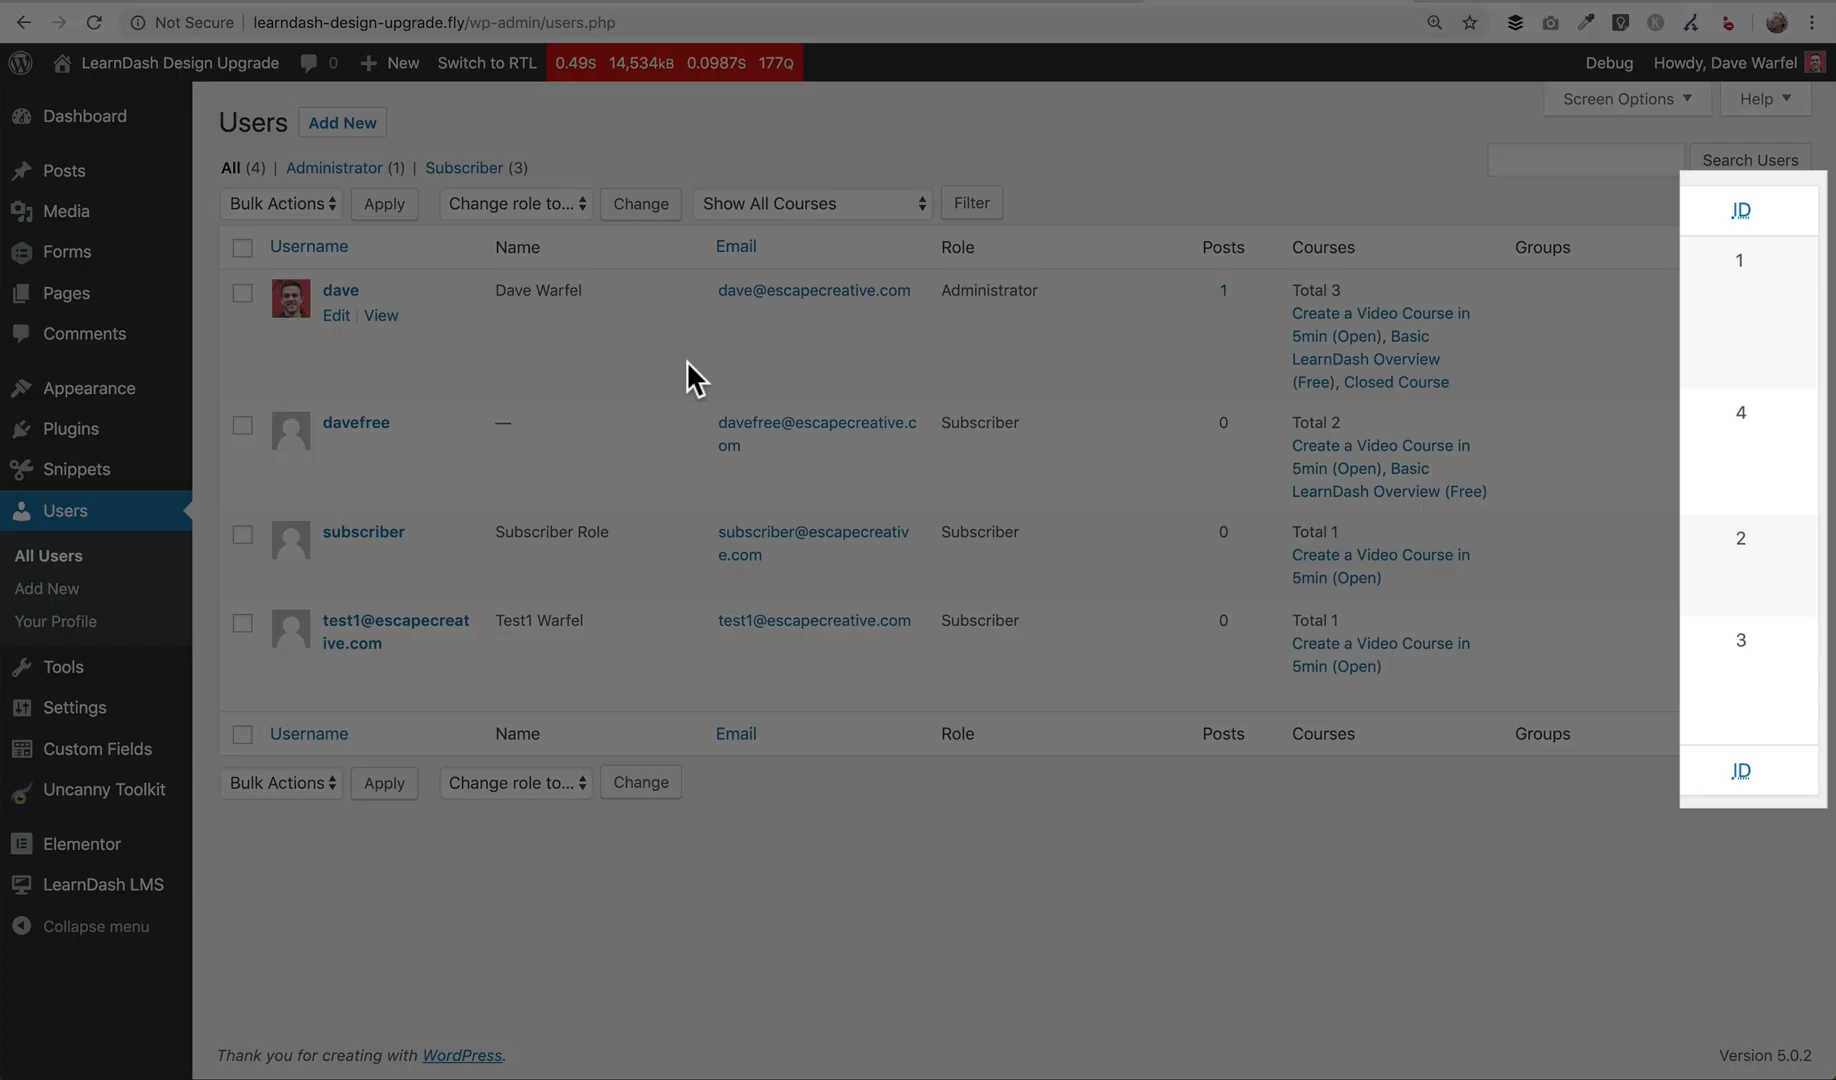 Not Secure | learndash-design-upgrade.fly/wp-admin/users.php
LearnDash Design Upgrade 0 New Switch to RTL 0.49S 14,534KB 0.0987S 177Q Debug Howdy, Dave Warfel
Dashboard
Posts
Media
Forms
Pages
Comments
Appearance
Plugins
Snippets
Users
All Users
Add New
Your Profile
Tools
Settings
Custom Fields
Uncanny Toolkit
Elementor
LearnDash LMS
Collapse menu
Screen Options Help
Users Add New
All (4) | Administrator (1) | Subscriber (3)
Search Users
Bulk Actions Apply Change role to... Change Show All Courses Filter
Username Name Email Role Posts Courses Groups ID
dave Dave Warfel dave@escapecreative.com Administrator 1 Total 3 1
Edit | View
Create a Video Course in
5min (Open), Basic
LearnDash Overview
(Free), Closed Course
davefree — davefree@escapecreative.c Subscriber 0 Total 2 4
om
Create a Video Course in
5min (Open), Basic
LearnDash Overview (Free)
subscriber Subscriber Role subscriber@escapecreativ Subscriber 0 Total 1 2
e.com
Create a Video Course in
5min (Open)
test1@escapecreat Test1 Warfel test1@escapecreative.com Subscriber 0 Total 1 3
ive.com
Create a Video Course in
5min (Open)
Username Name Email Role Posts Courses Groups ID
Bulk Actions Apply Change role to... Change
Thank you for creating with WordPress.
Version 5.0.2